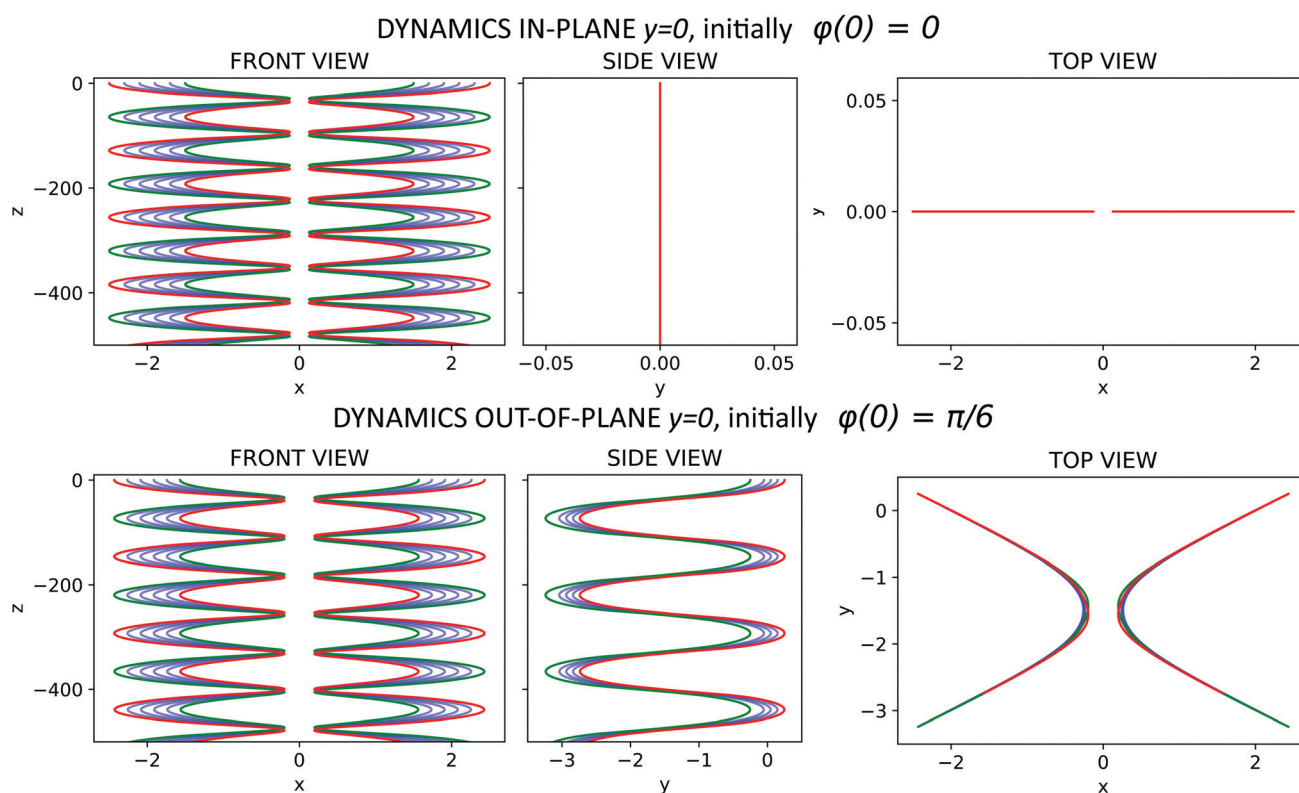 DYNAMICS IN-PLANE y=0, initially φ(0) = 0
FRONT VIEW
SIDE VIEW
TOP VIEW
0
−200
−400
z
−2
0
2
x
−0.05
0.00
0.05
y
0.05
0.00
−0.05
y
−2
0
2
x
DYNAMICS OUT-OF-PLANE y=0, initially φ(0) = π/6
FRONT VIEW
SIDE VIEW
TOP VIEW
0
−200
−400
z
−2
0
2
x
−3
−2
−1
0
y
0
−1
−2
−3
y
−2
0
2
x